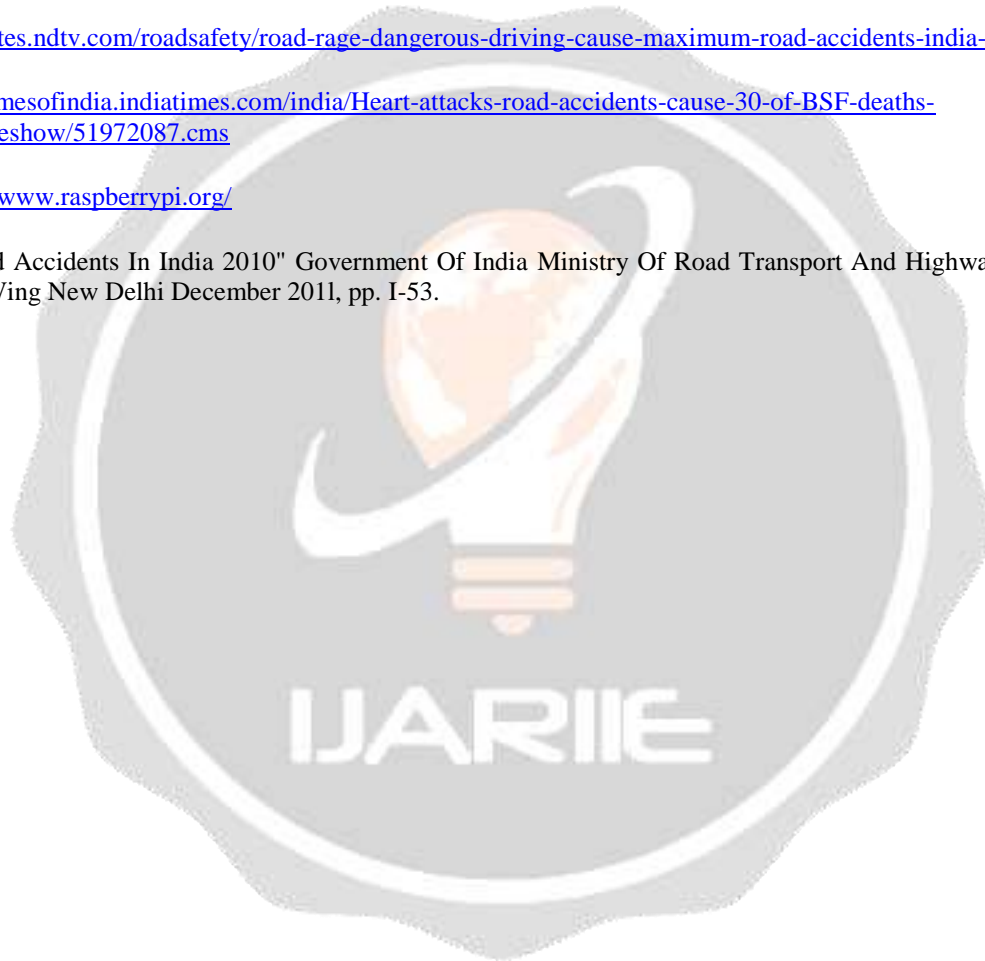 tes.ndtv.com/roadsafety/road-rage-dangerous-driving-cause-maximum-road-accidents-india-
mesofindia.indiatimes.com/india/Heart-attacks-road-accidents-cause-30-of-BSF-deaths-
eshow/51972087.cms
www.raspberrypi.org/
d Accidents In India 2010" Government Of India Ministry Of Road Transport And Highwa
Wing New Delhi December 201l, pp. I-53.
IJARIIE